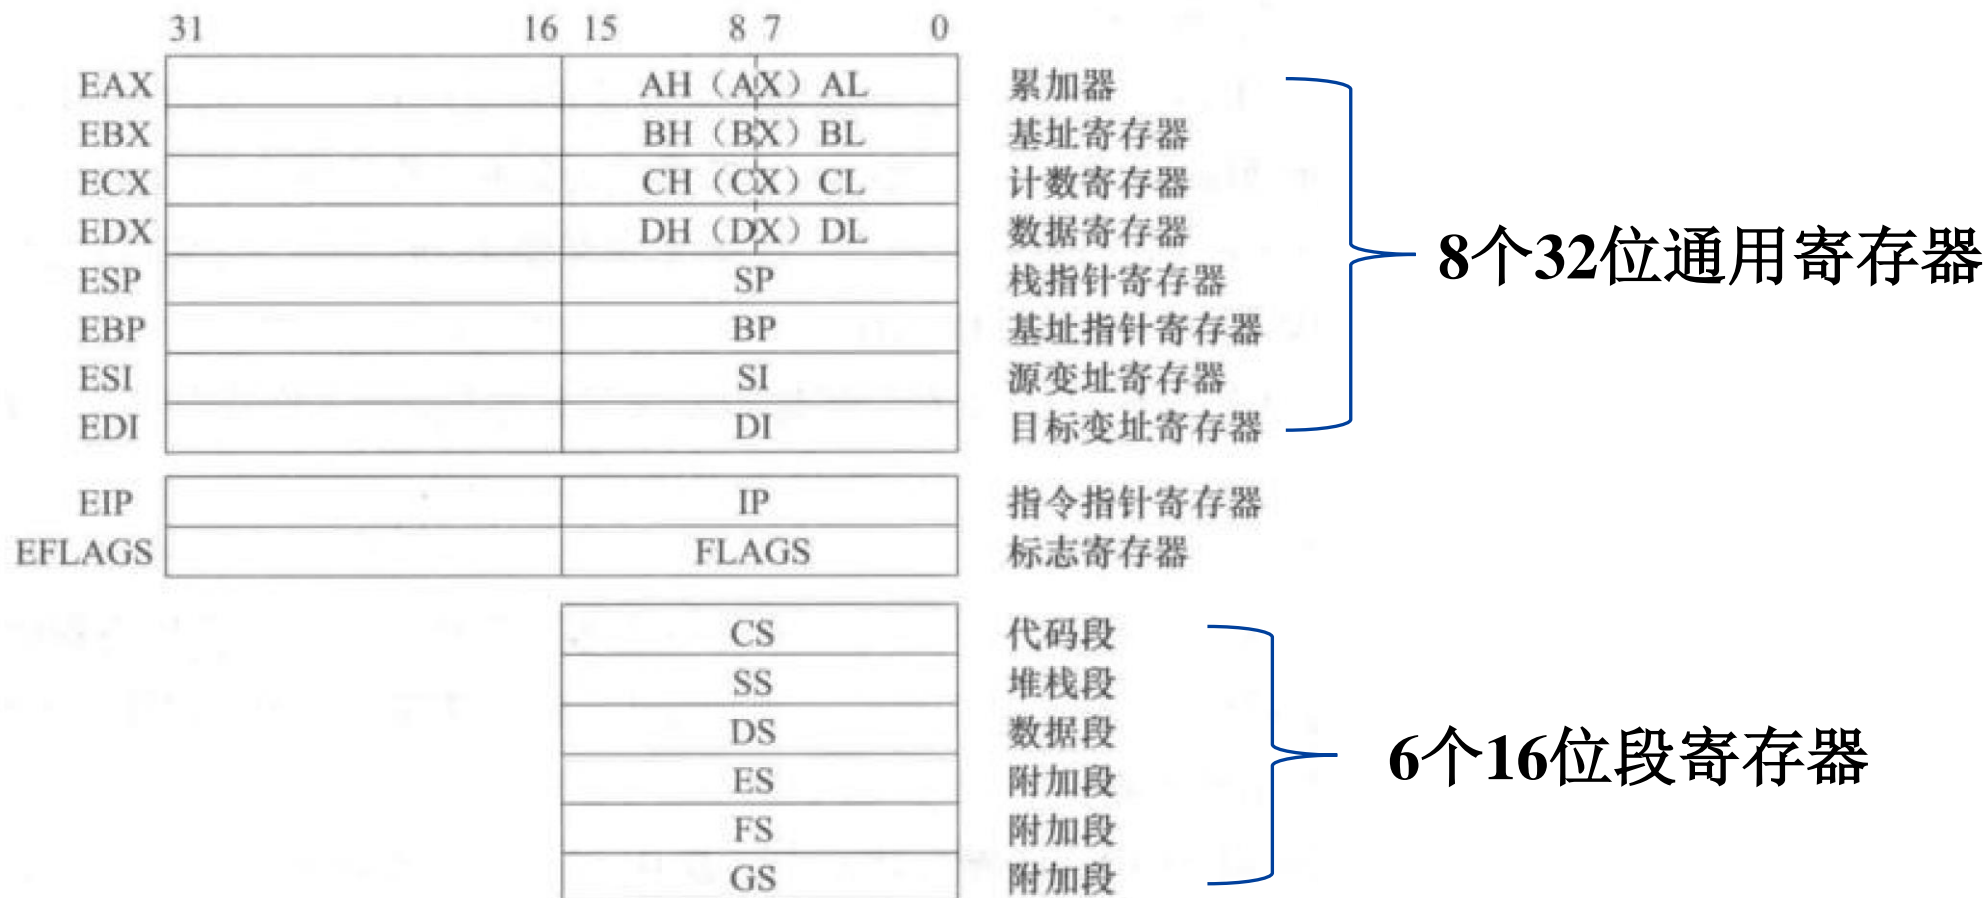 31 16 15 8 7 0
EAX AH（AX）AL 累加器
EBX BH（BX）BL 基址寄存器
ECX CH（CX）CL 计数寄存器
EDX DH（DX）DL 数据寄存器
8个32位通用寄存器
ESP SP 栈指针寄存器
EBP BP 基址指针寄存器
ESI SI 源变址寄存器
EDI DI 目标变址寄存器
EIP IP 指令指针寄存器
EFLAGS FLAGS 标志寄存器
CS 代码段
SS 堆栈段
DS 数据段
6个16位段寄存器
ES 附加段
FS 附加段
GS 附加段